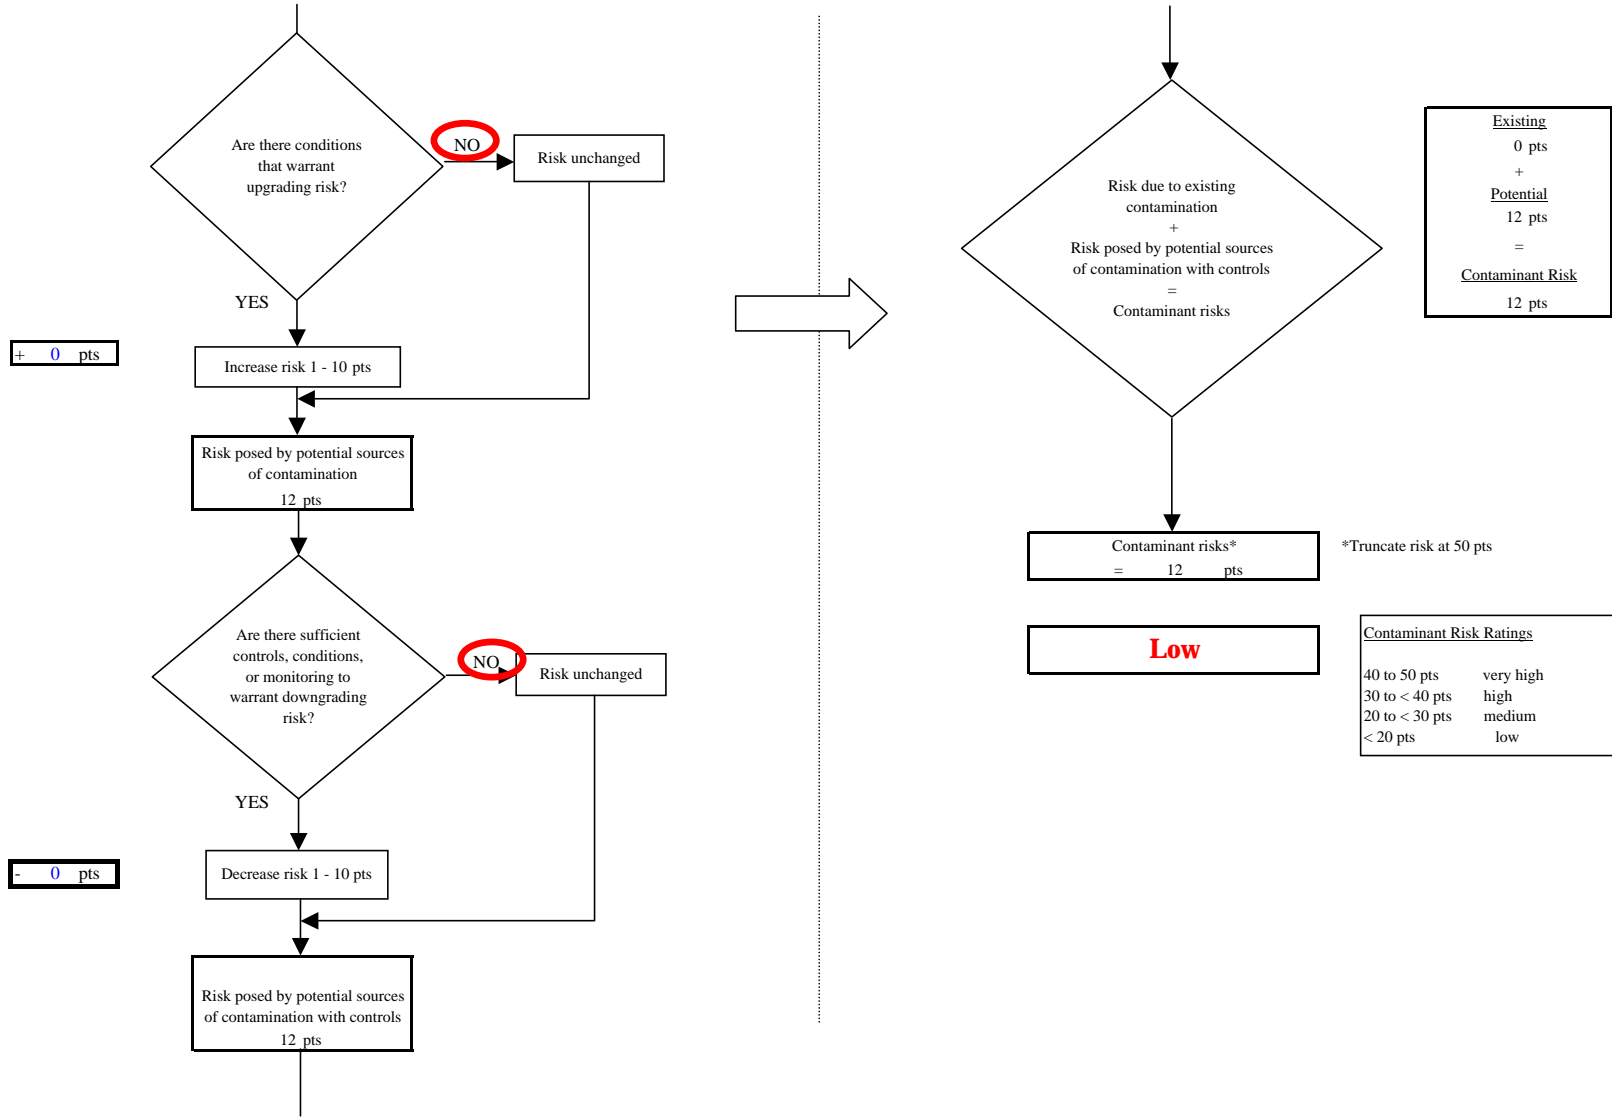 Are there conditions
that warrant
upgrading risk?
NO
Risk unchanged
YES
+ 0 pts
Increase risk 1 - 10 pts
Risk posed by potential sources
of contamination
12 pts
Are there sufficient
controls, conditions,
or monitoring to
warrant downgrading
risk?
NO
Risk unchanged
YES
- 0 pts
Decrease risk 1 - 10 pts
Risk posed by potential sources
of contamination with controls
12 pts
Risk due to existing
contamination
+
Risk posed by potential sources
of contamination with controls
=
Contaminant risks
Existing
0 pts
+
Potential
12 pts
=
Contaminant Risk
12 pts
Contaminant risks*
= 12 pts
*Truncate risk at 50 pts
Low
Contaminant Risk Ratings
40 to 50 pts very high
30 to < 40 pts high
20 to < 30 pts medium
< 20 pts low